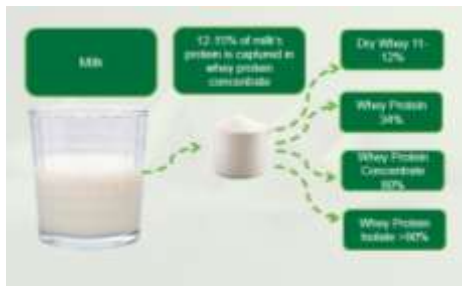 Milk
12-15% of milk's
protein is captured in
whey protein
concentrate
Dry Whey 11-
12%
Whey Protein
34%
Whey Protein
Concentrate
80%
Whey Protein
Isolate >90%